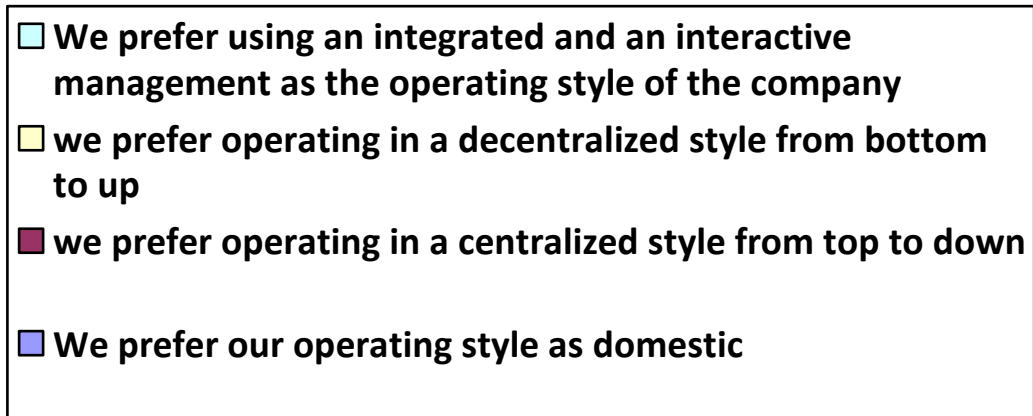 We prefer using an integrated and an interactive
management as the operating style of the company
we prefer operating in a decentralized style from bottom
to up
we prefer operating in a centralized style from top to down
We prefer our operating style as domestic